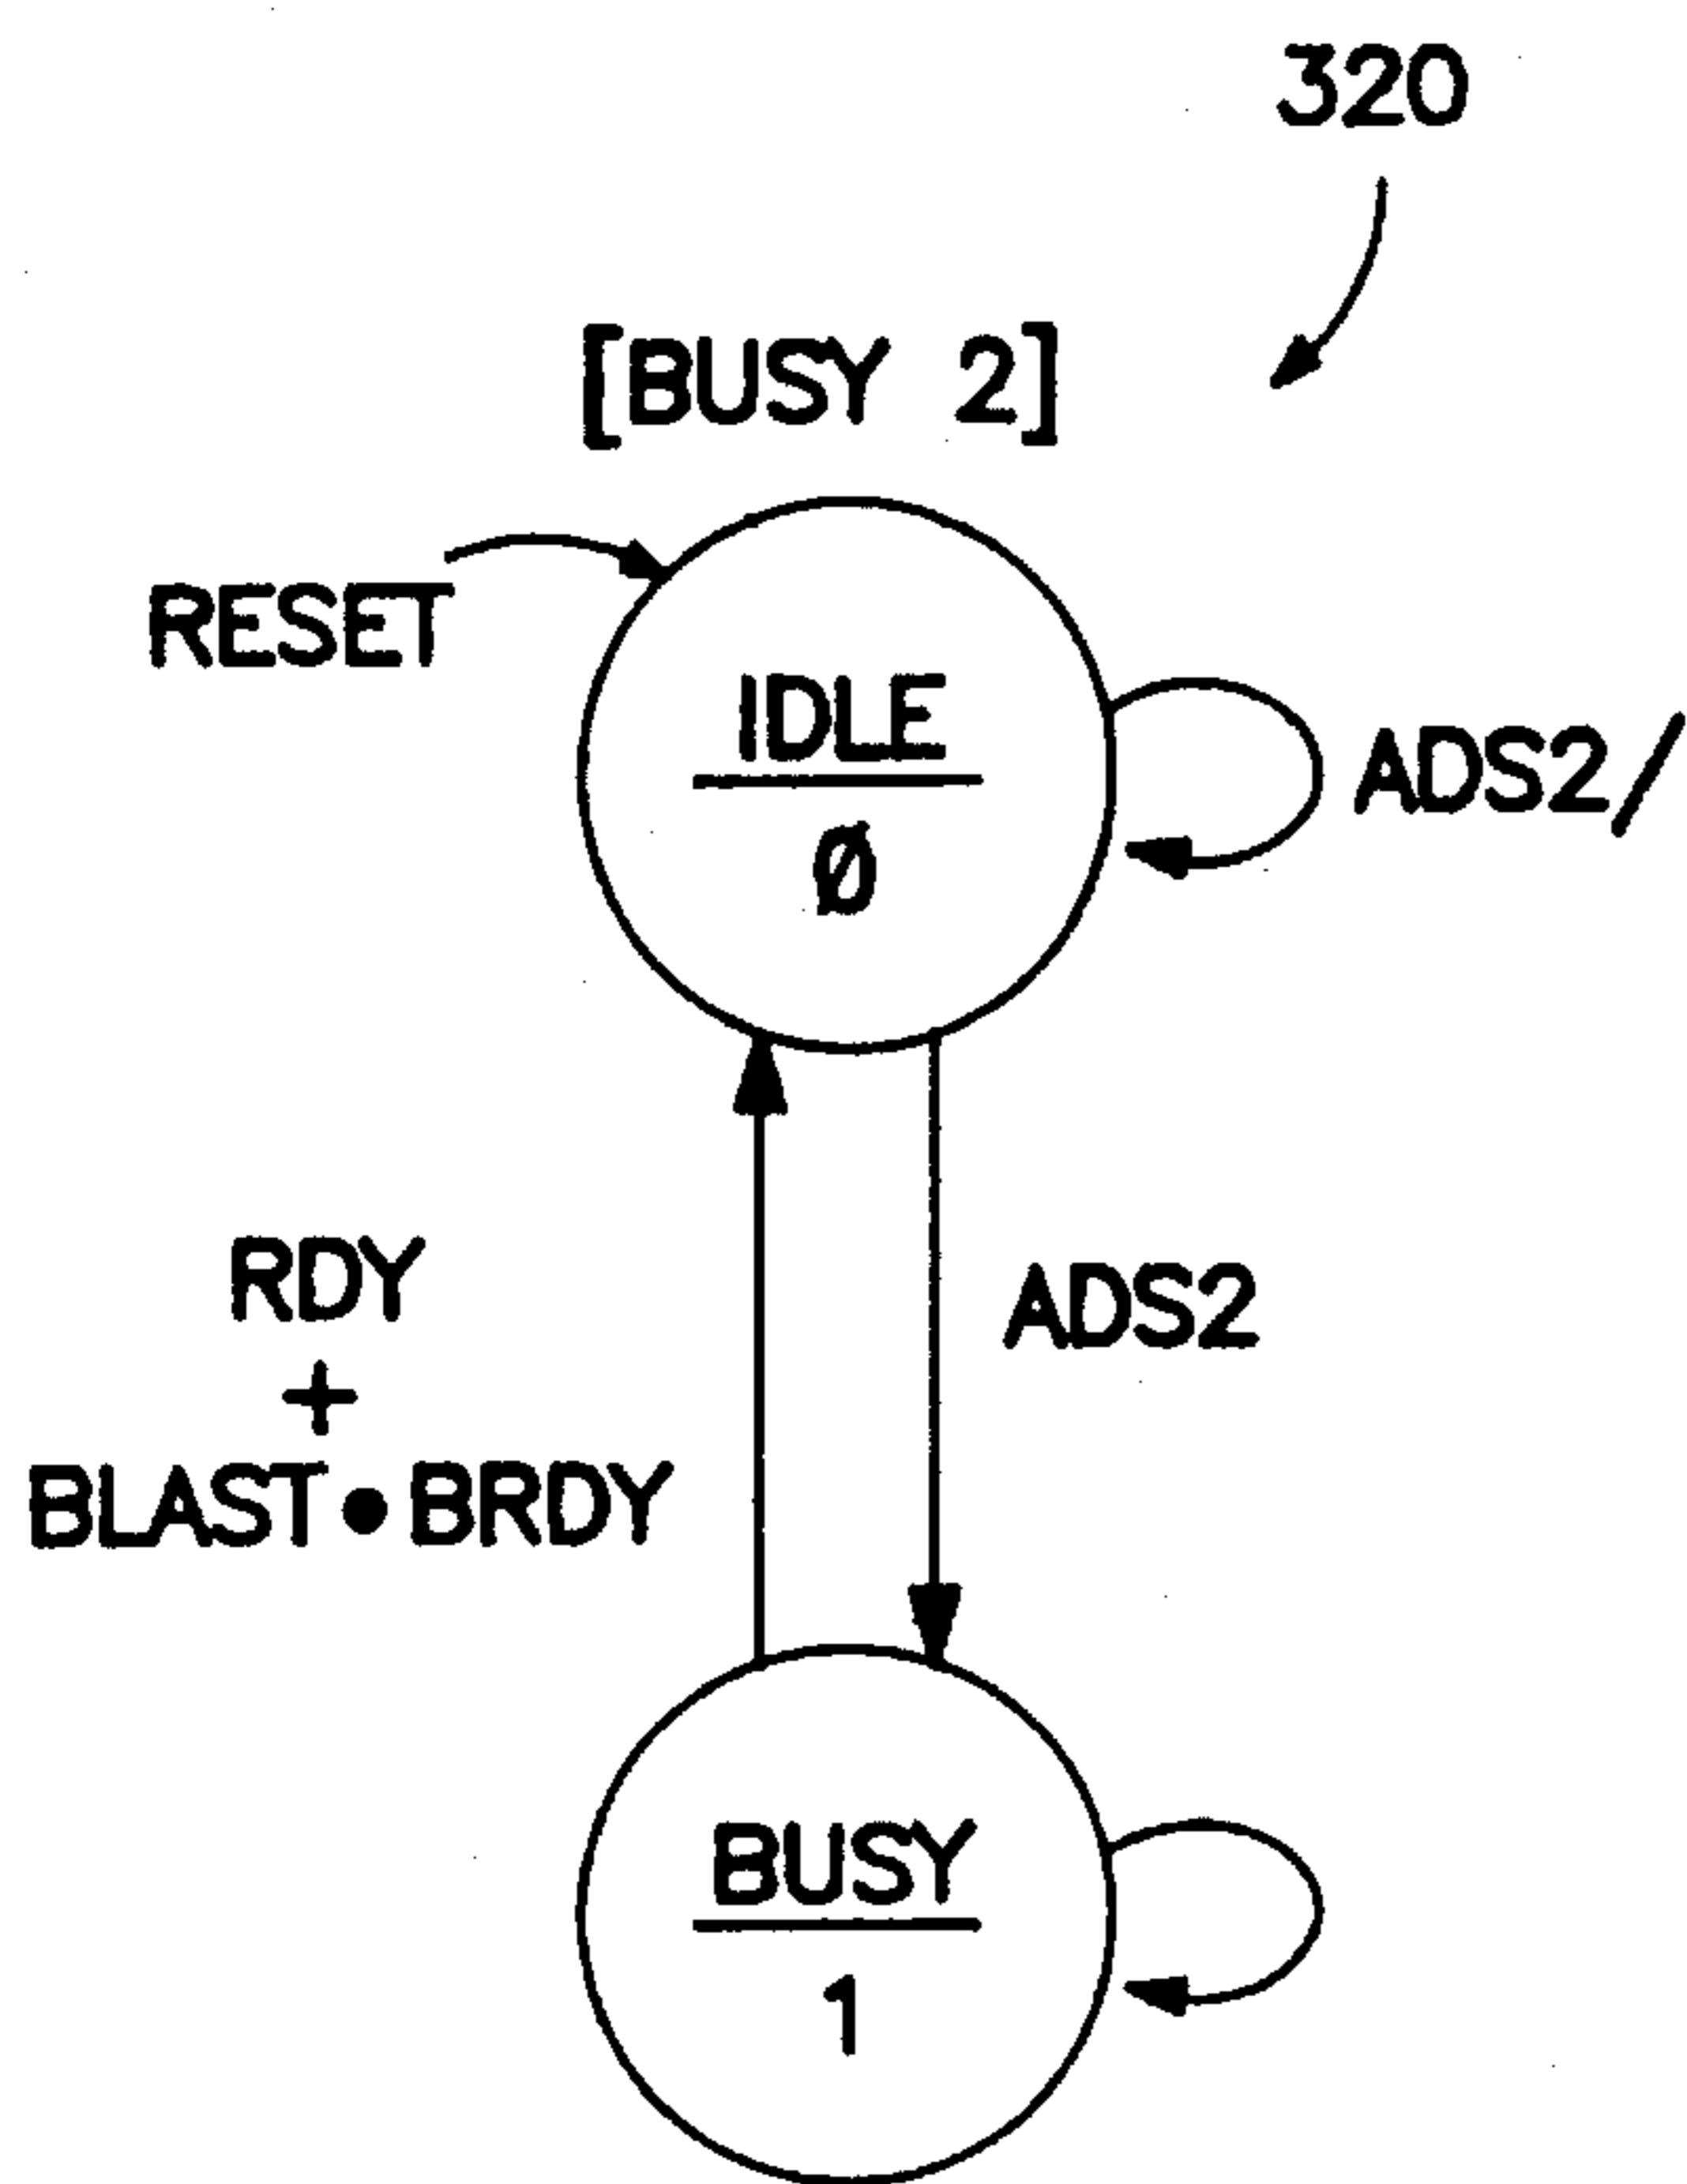 320
[BUSY 2]
RESET
IDLE
Ø
ADS2/
RDY
+
BLAST•BRDY
ADS2
BUSY
1